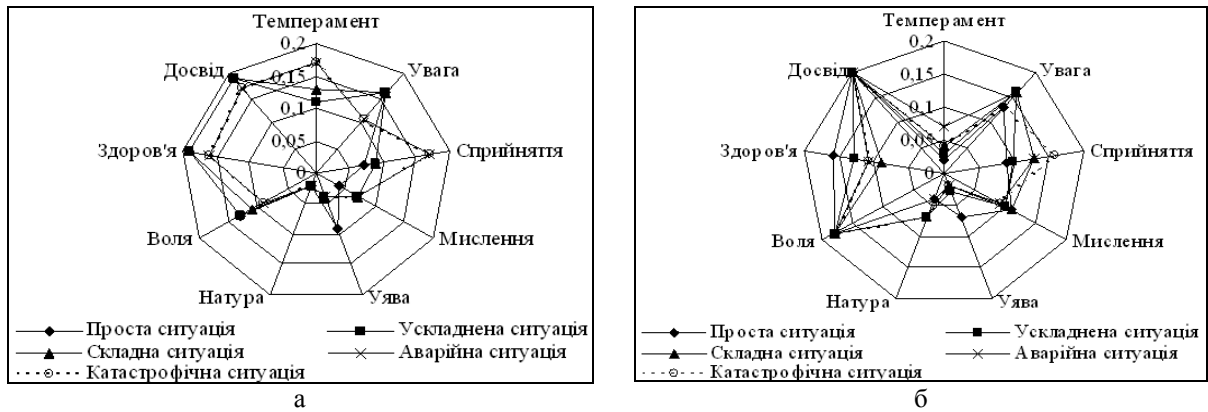 Темперамент
0,2
Досвід
0,15
Увага
0,1
0,05
Здоров'я
Сприйняття
0
Воля
Мислення
Натура
Уява
Проста ситуація
Ускладнена ситуація
Складна ситуація
Аварійна ситуація
Катастрофічна ситуація
а
Темперамент
0,2
Досвід
0,15
Увага
0,1
0,05
Здоров'я
Сприйняття
0
Воля
Мислення
Натура
Уява
Проста ситуація
Ускладнена ситуація
Складна ситуація
Аварійна ситуація
Катастрофічна ситуація
б